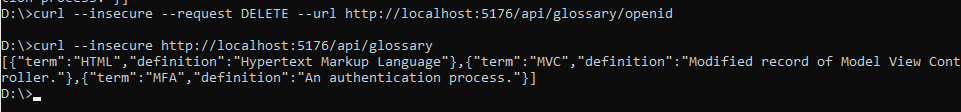 tion process."}]
D:\>curl --insecure --request DELETE --url http://localhost:5176/api/glossary/openid
D:\>curl --insecure http://localhost:5176/api/glossary
[{"term":"HTML","definition":"Hypertext Markup Language"},{"term":"MVC","definition":"Modified record of Model View Cont
roller."},{"term":"MFA","definition":"An authentication process."}]
D:\>